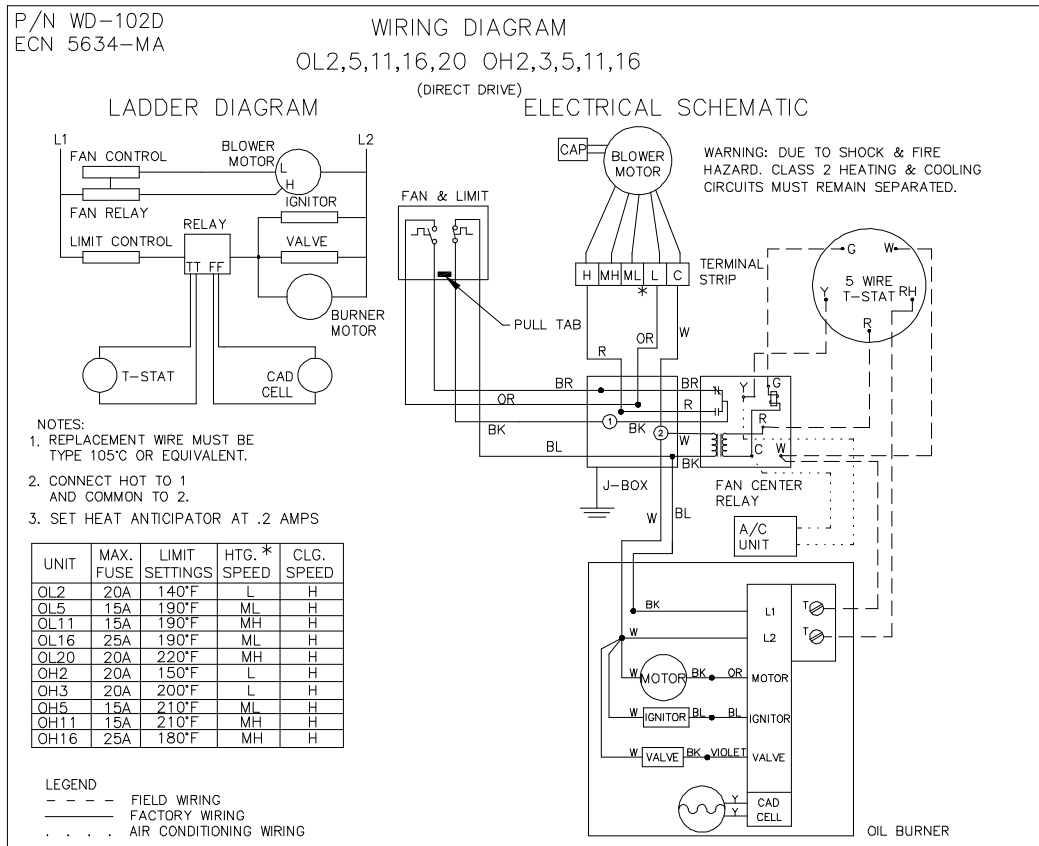 P/N WD-102D
ECN 5634-MA
WIRING DIAGRAM
OL2,5,11,16,20 OH2,3,5,11,16
(DIRECT DRIVE)
LADDER DIAGRAM
L1
L2
FAN CONTROL
BLOWER
MOTOR
L
H
FAN RELAY
IGNITOR
RELAY
LIMIT CONTROL
VALVE
TT FF
BURNER
MOTOR
T-STAT
CAD
CELL
ELECTRICAL SCHEMATIC
CAP
BLOWER
MOTOR
WARNING: DUE TO SHOCK & FIRE
HAZARD. CLASS 2 HEATING & COOLING
CIRCUITS MUST REMAIN SEPARATED.
FAN & LIMIT
H MH ML L C
*
TERMINAL
STRIP
PULL TAB
G W
5 WIRE
T-STAT
Y RH
R
R OR W
BR BR
OR R
BK 1 BK
BL 2 W
BK
Y G
R
C W
J-BOX
FAN CENTER
RELAY
W BL
A/C
UNIT
BK L1 T
W L2 T
W MOTOR BK OR MOTOR
W IGNITOR BL BL IGNITOR
W VALVE BK VIOLET VALVE
Y
Y
CAD
CELL
OIL BURNER
NOTES:
1. REPLACEMENT WIRE MUST BE
TYPE 105°C OR EQUIVALENT.
2. CONNECT HOT TO 1
AND COMMON TO 2.
3. SET HEAT ANTICIPATOR AT .2 AMPS
UNIT MAX. FUSE LIMIT SETTINGS HTG.* SPEED CLG. SPEED
OL2 20A 140°F L H
OL5 15A 190°F ML H
OL11 15A 190°F MH H
OL16 25A 190°F ML H
OL20 20A 220°F MH H
OH2 20A 150°F L H
OH3 20A 200°F L H
OH5 15A 210°F ML H
OH11 15A 210°F MH H
OH16 25A 180°F MH H
LEGEND
FIELD WIRING
FACTORY WIRING
AIR CONDITIONING WIRING